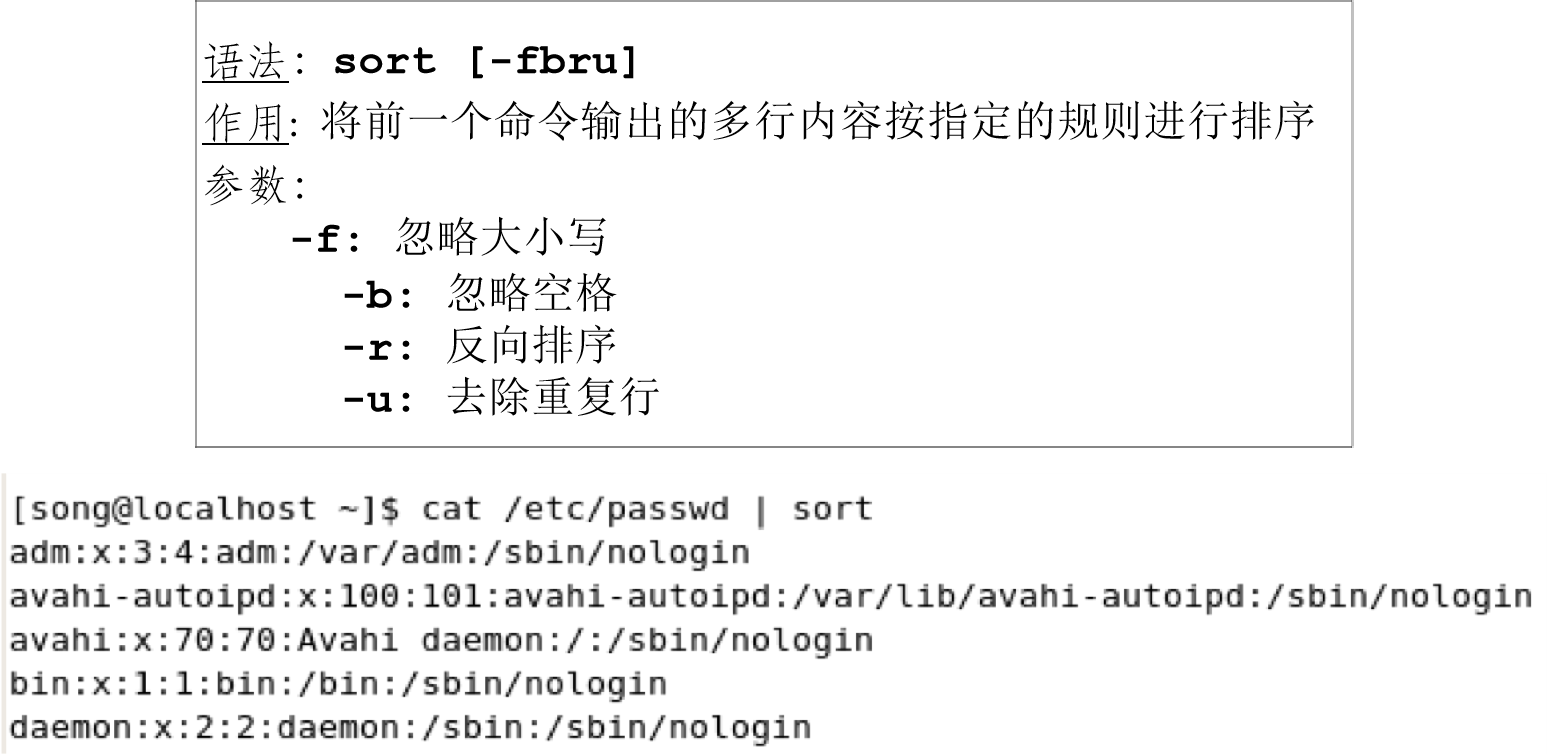 语法: sort [-fbru]
作用: 将前一个命令输出的多行内容按指定的规则进行排序
参数:
-f: 忽略大小写
-b: 忽略空格
-r: 反向排序
-u: 去除重复行
[song@localhost ~]$ cat /etc/passwd | sort
adm:x:3:4:adm:/var/adm:/sbin/nologin
avahi-autoipd:x:100:101:avahi-autoipd:/var/lib/avahi-autoipd:/sbin/nologin
avahi:x:70:70:Avahi daemon:/:/sbin/nologin
bin:x:1:1:bin:/bin:/sbin/nologin
daemon:x:2:2:daemon:/sbin:/sbin/nologin